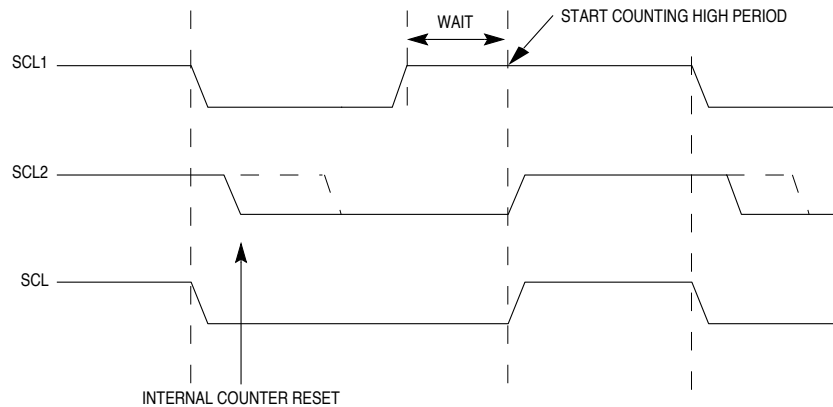 WAIT
START COUNTING HIGH PERIOD
SCL1
SCL2
SCL
INTERNAL COUNTER RESET